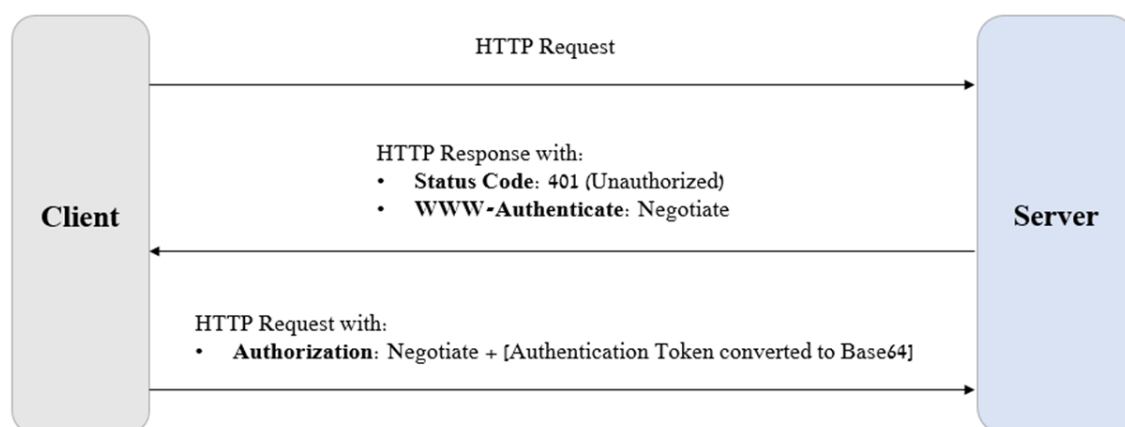 HTTP Request
HTTP Response with:
• Status Code: 401 (Unauthorized)
• WWW-Authenticate: Negotiate
Client
Server
HTTP Request with:
• Authorization: Negotiate + [Authentication Token converted to Base64]